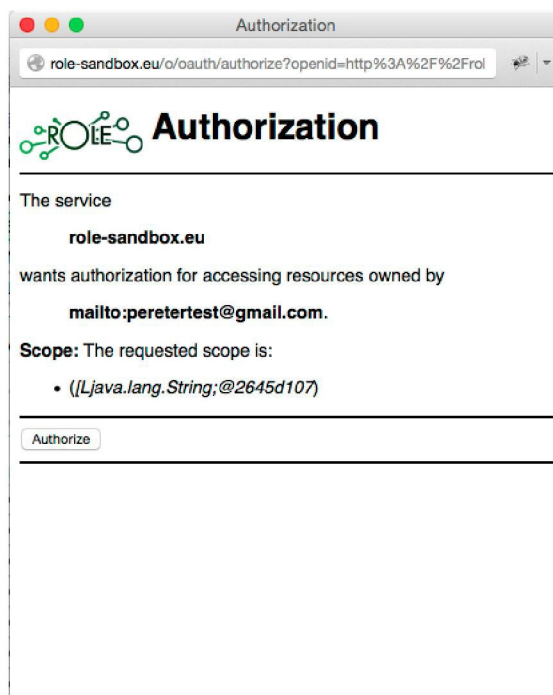 Authorization
role-sandbox.eu/o/oauth/authorize?openid=http%3A%2F%2Frol
ROLE Authorization
The service
role-sandbox.eu
wants authorization for accessing resources owned by
mailto:peretertest@gmail.com.
Scope: The requested scope is:
• ([Ljava.lang.String;@2645d107)
Authorize